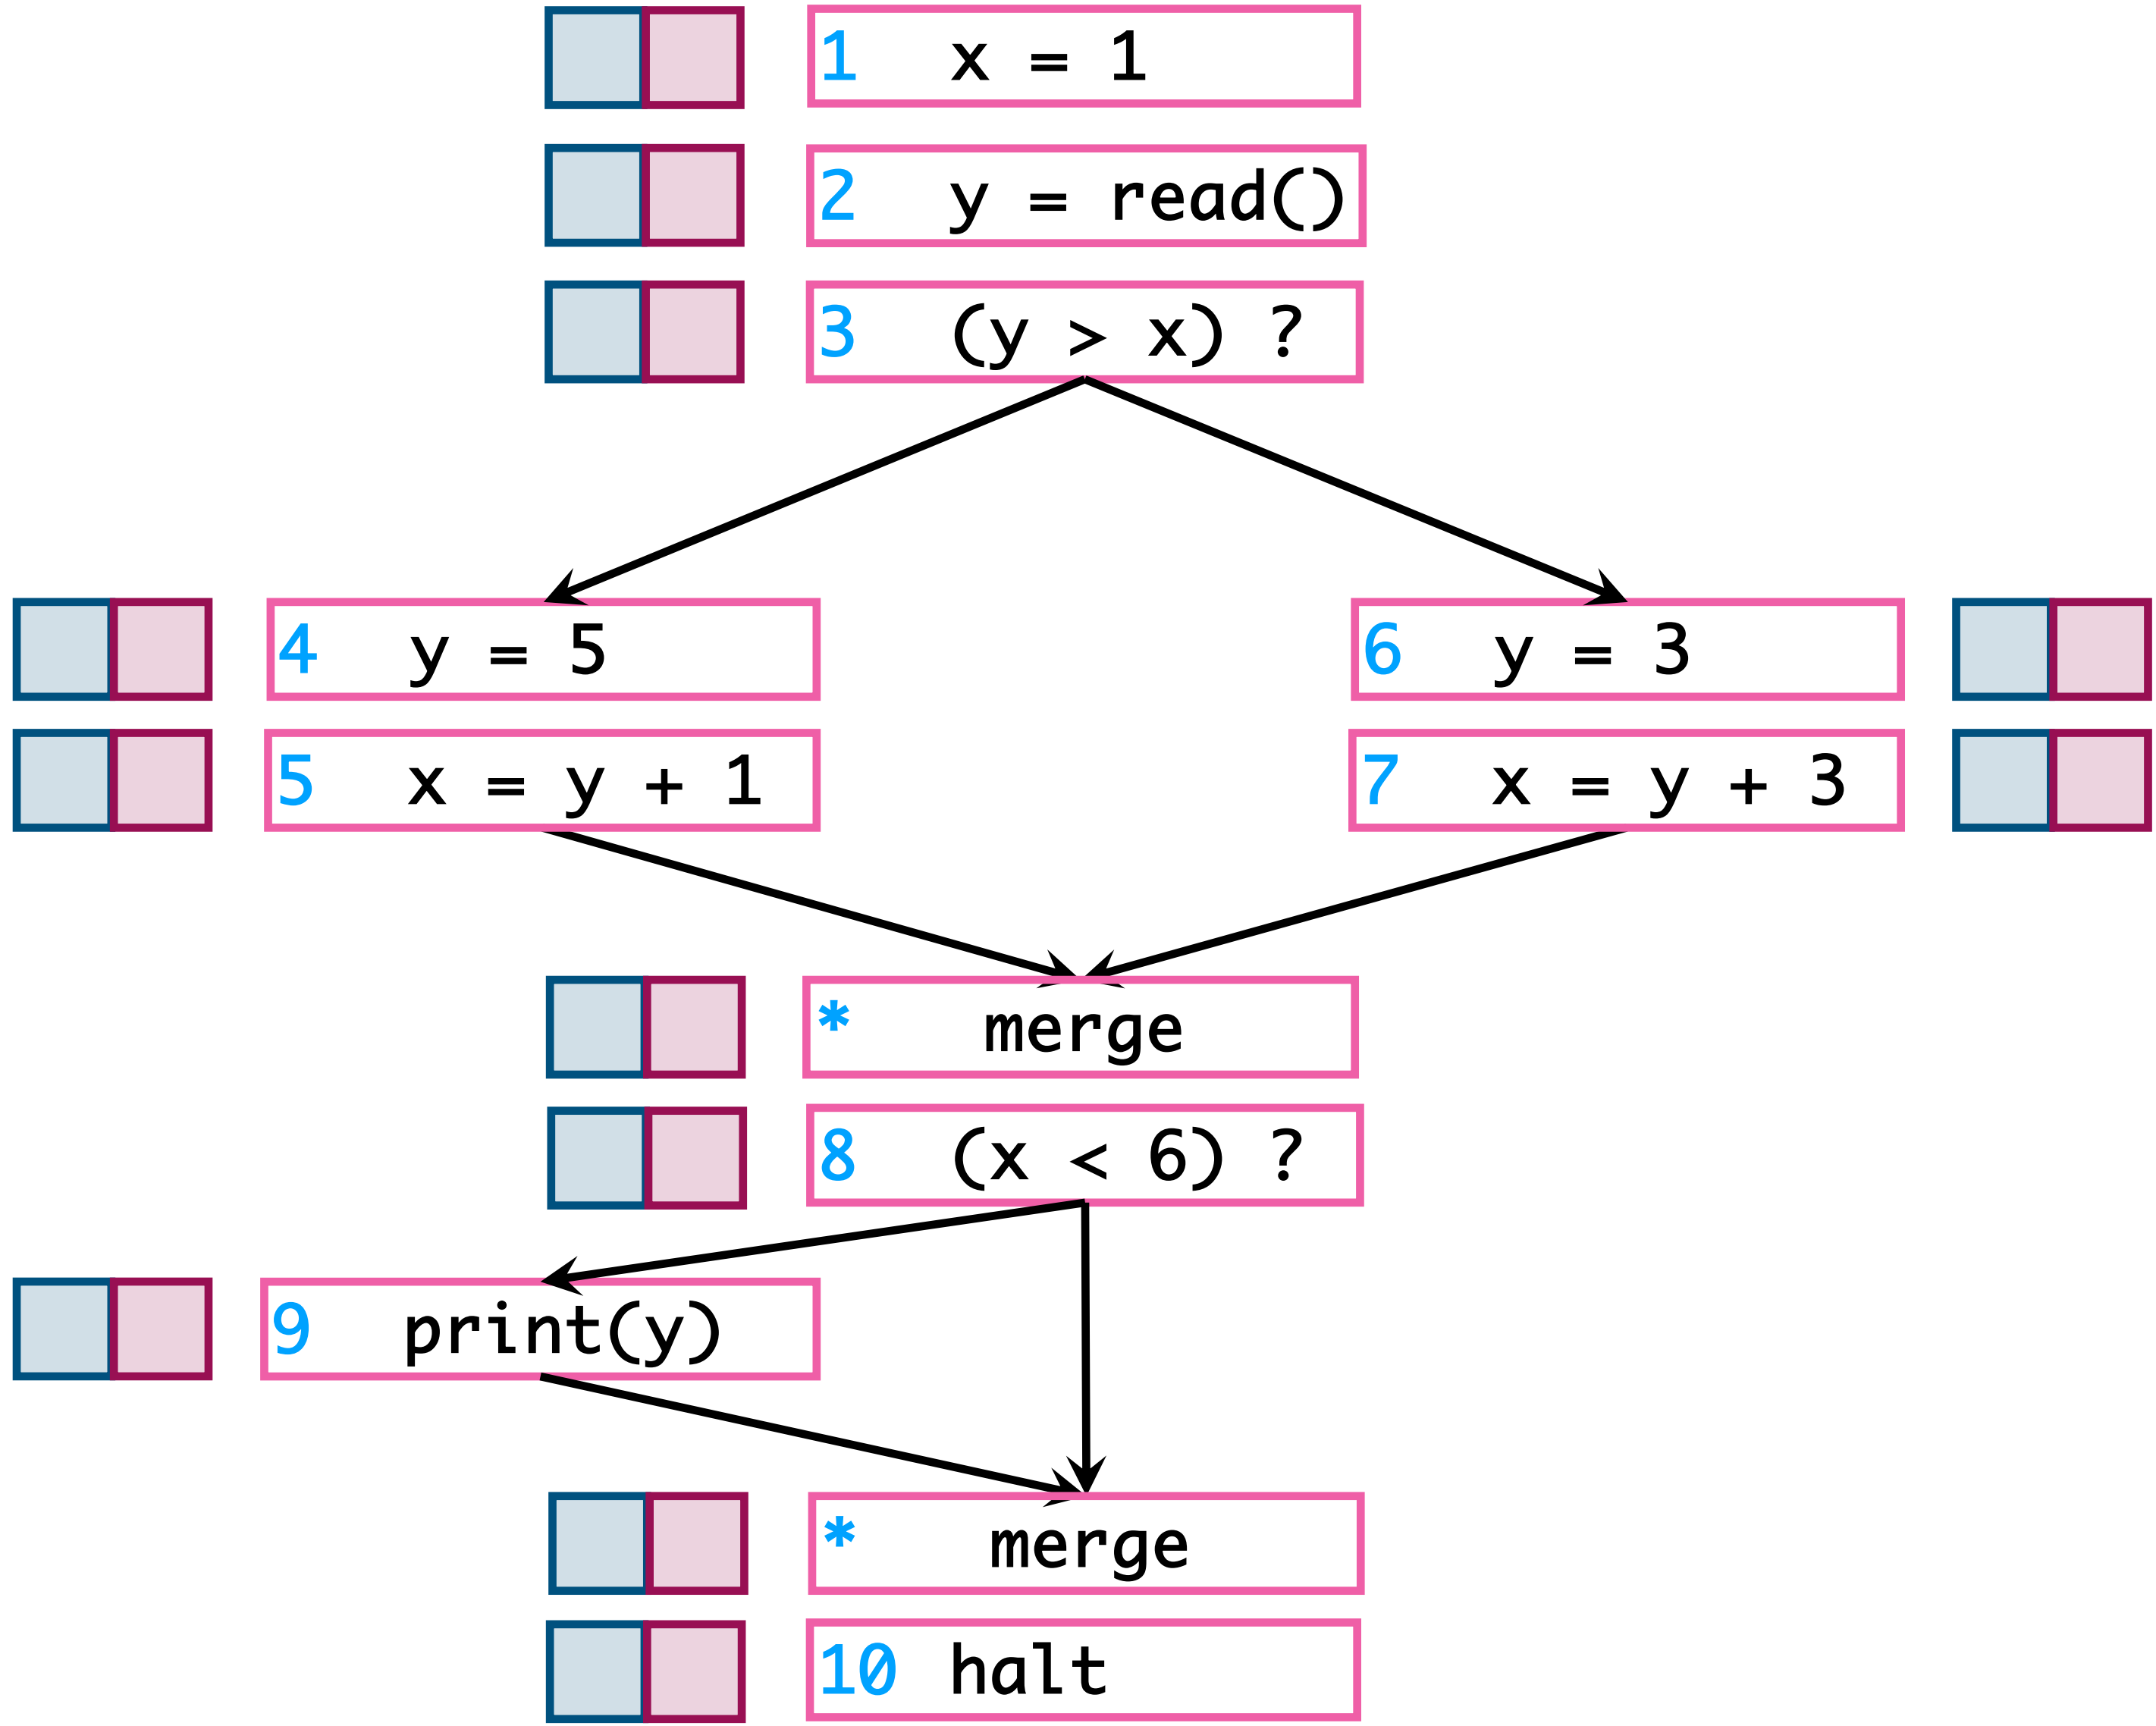 1 x = 1
2 y = read()
3 (y > x) ?
4 y = 5
6 y = 3
5 x = y + 1
7 x = y + 3
* merge
8 (x < 6) ?
9 print(y)
* merge
10 halt